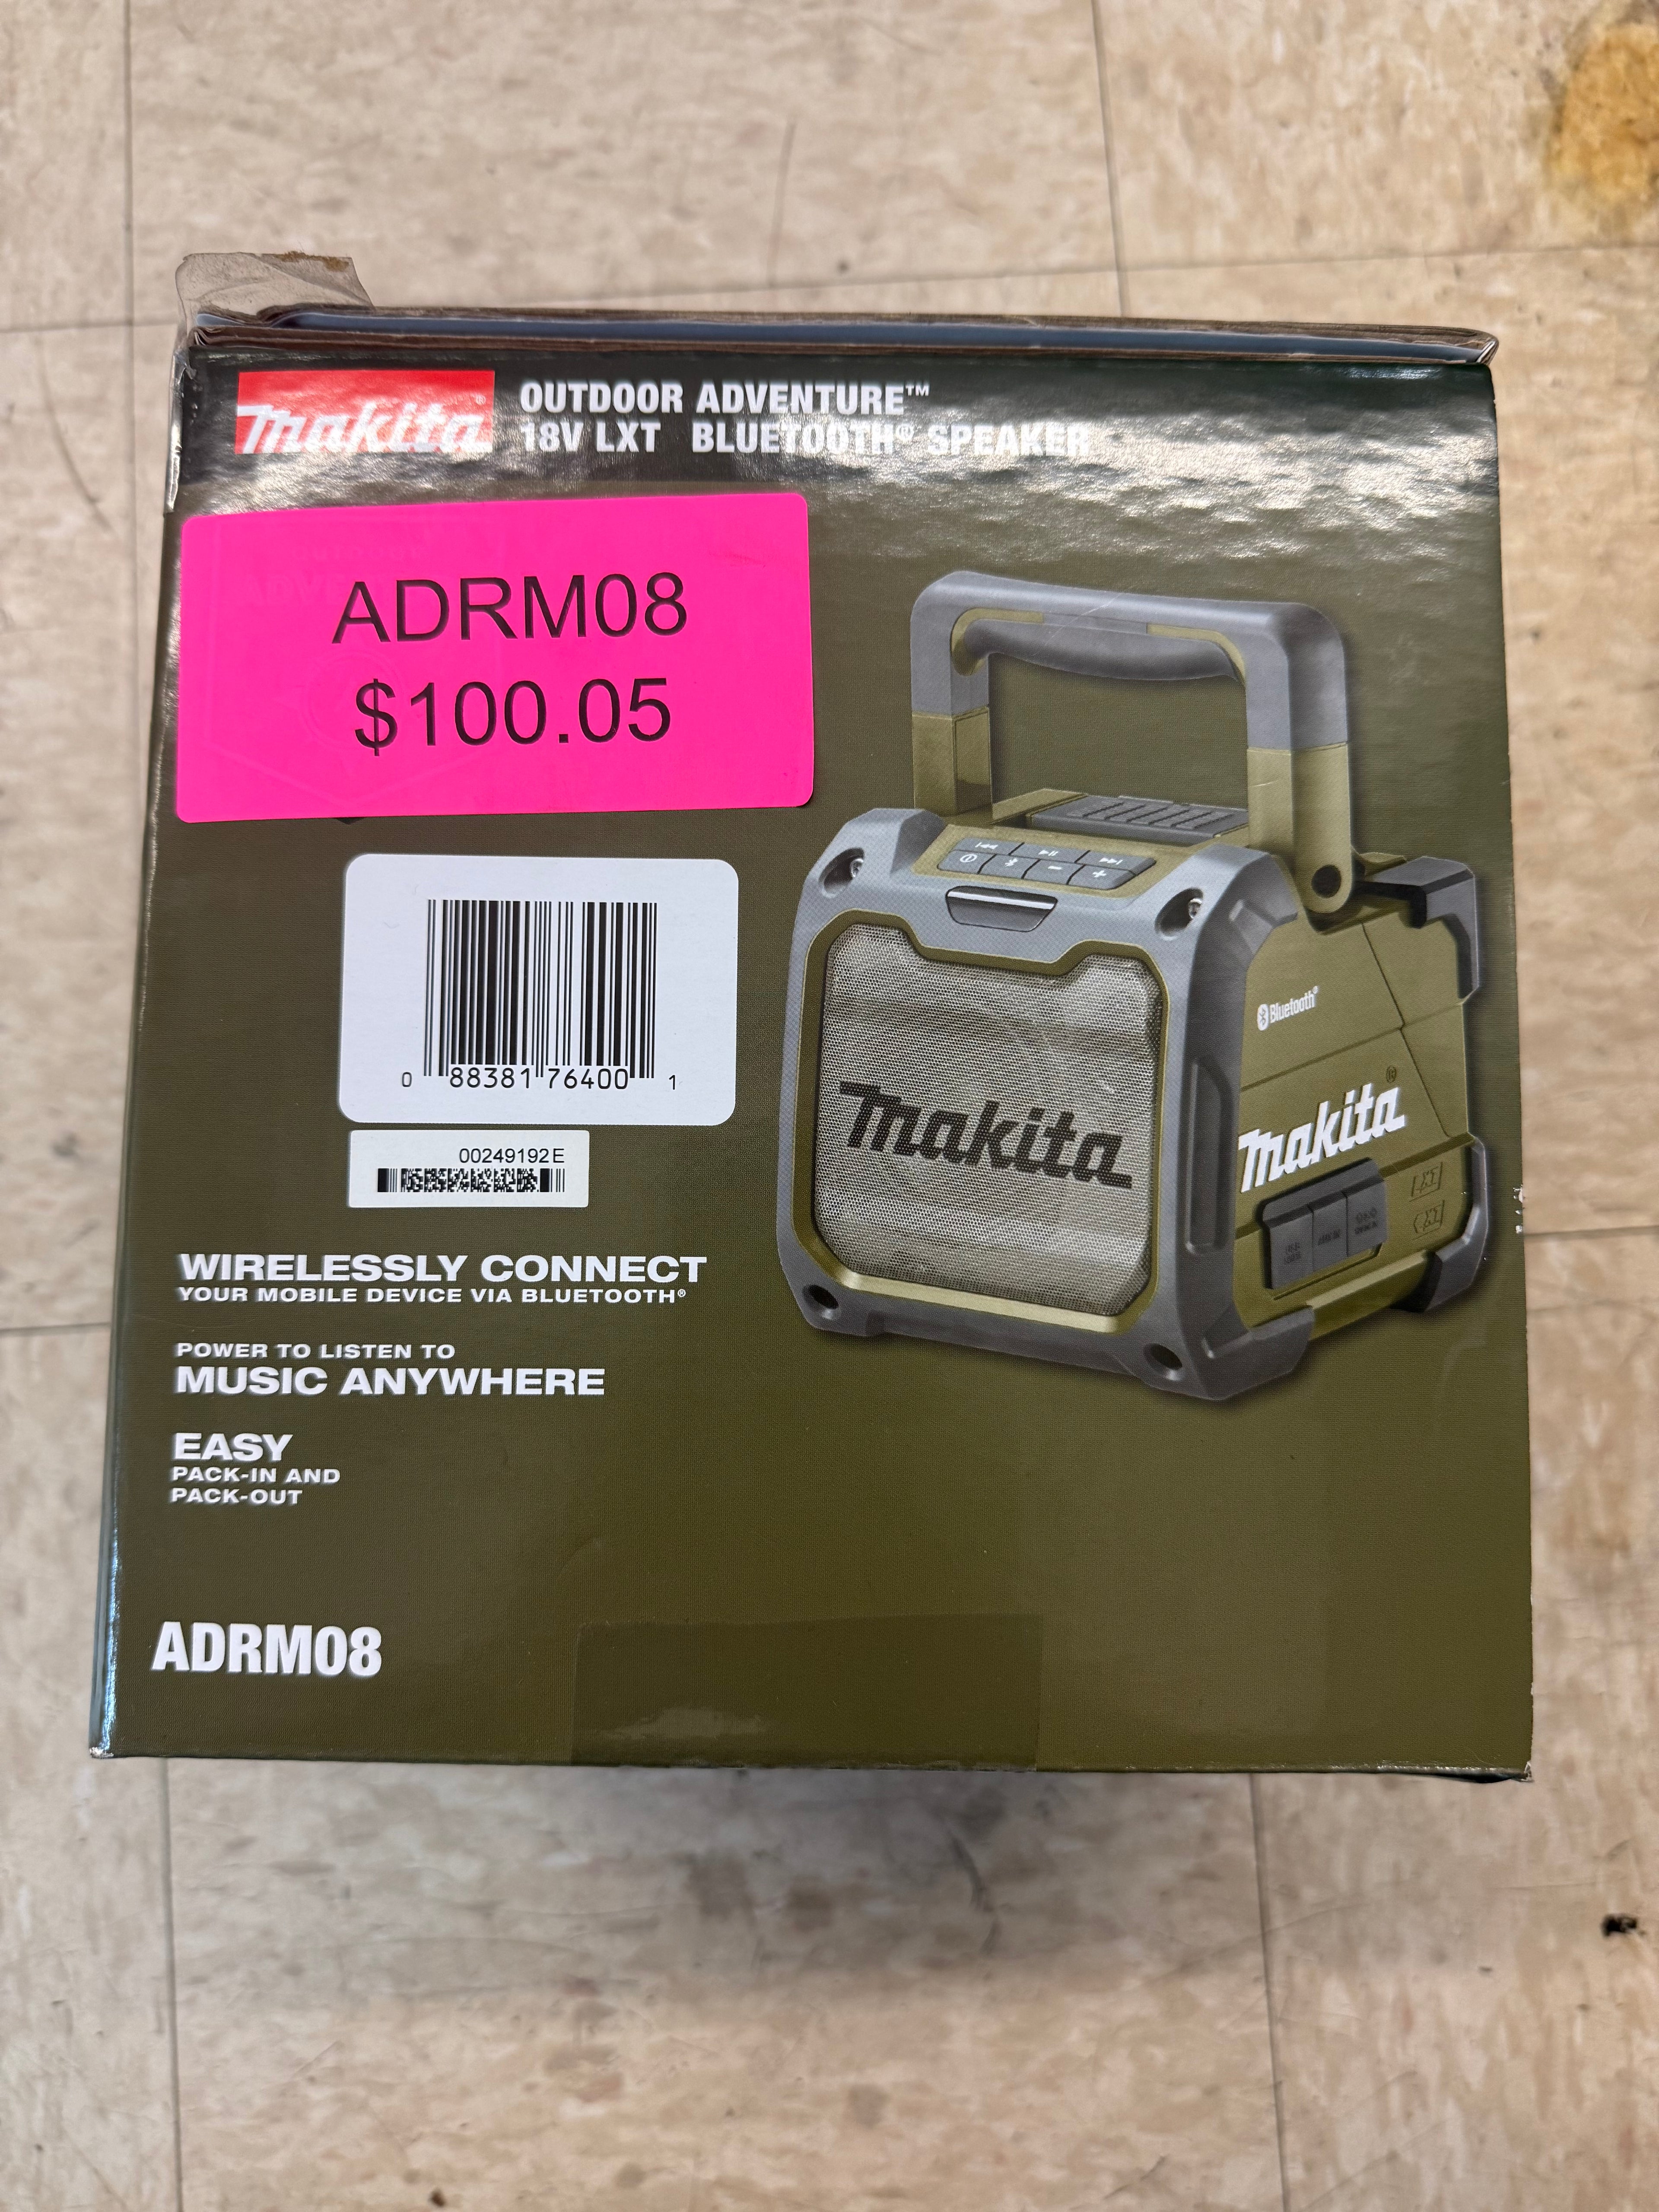 makita®
OUTDOOR ADVENTURE™
18V LXT BLUETOOTH® SPEAKER
ADRM08
$100.05
0 88381 76400 1
00249192E
Bluetooth®
makita
makita®
LXT
LXT
WIRELESSLY CONNECT
YOUR MOBILE DEVICE VIA BLUETOOTH®
POWER TO LISTEN TO
MUSIC ANYWHERE
EASY
PACK-IN AND
PACK-OUT
ADRM08